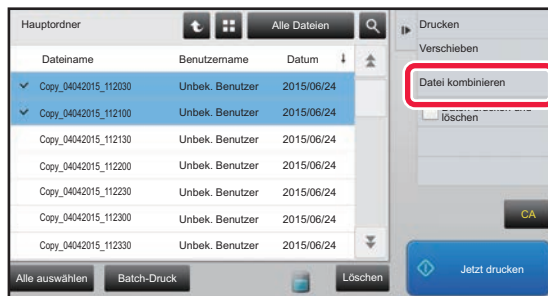 Hauptordner
Alle Dateien
Dateiname Benutzername Datum
Copy_04042015_112030 Unbek. Benutzer 2015/06/24
Copy_04042015_112100 Unbek. Benutzer 2015/06/24
Copy_04042015_112130 Unbek. Benutzer 2015/06/24
Copy_04042015_112200 Unbek. Benutzer 2015/06/24
Copy_04042015_112230 Unbek. Benutzer 2015/06/24
Copy_04042015_112300 Unbek. Benutzer 2015/06/24
Copy_04042015_112330 Unbek. Benutzer 2015/06/24
Alle auswählen Batch-Druck Löschen
Drucken
Verschieben
Datei kombinieren
löschen
CA
Jetzt drucken